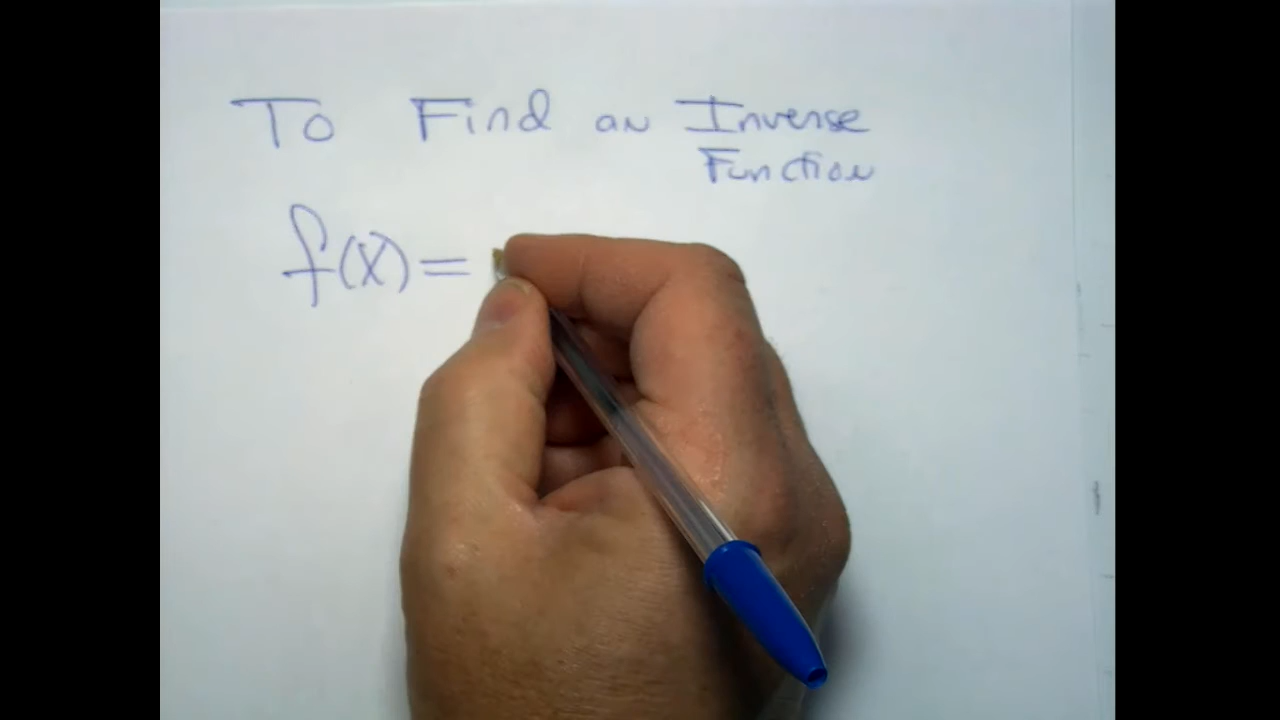 To Find an Inverse
Function
f(x)=